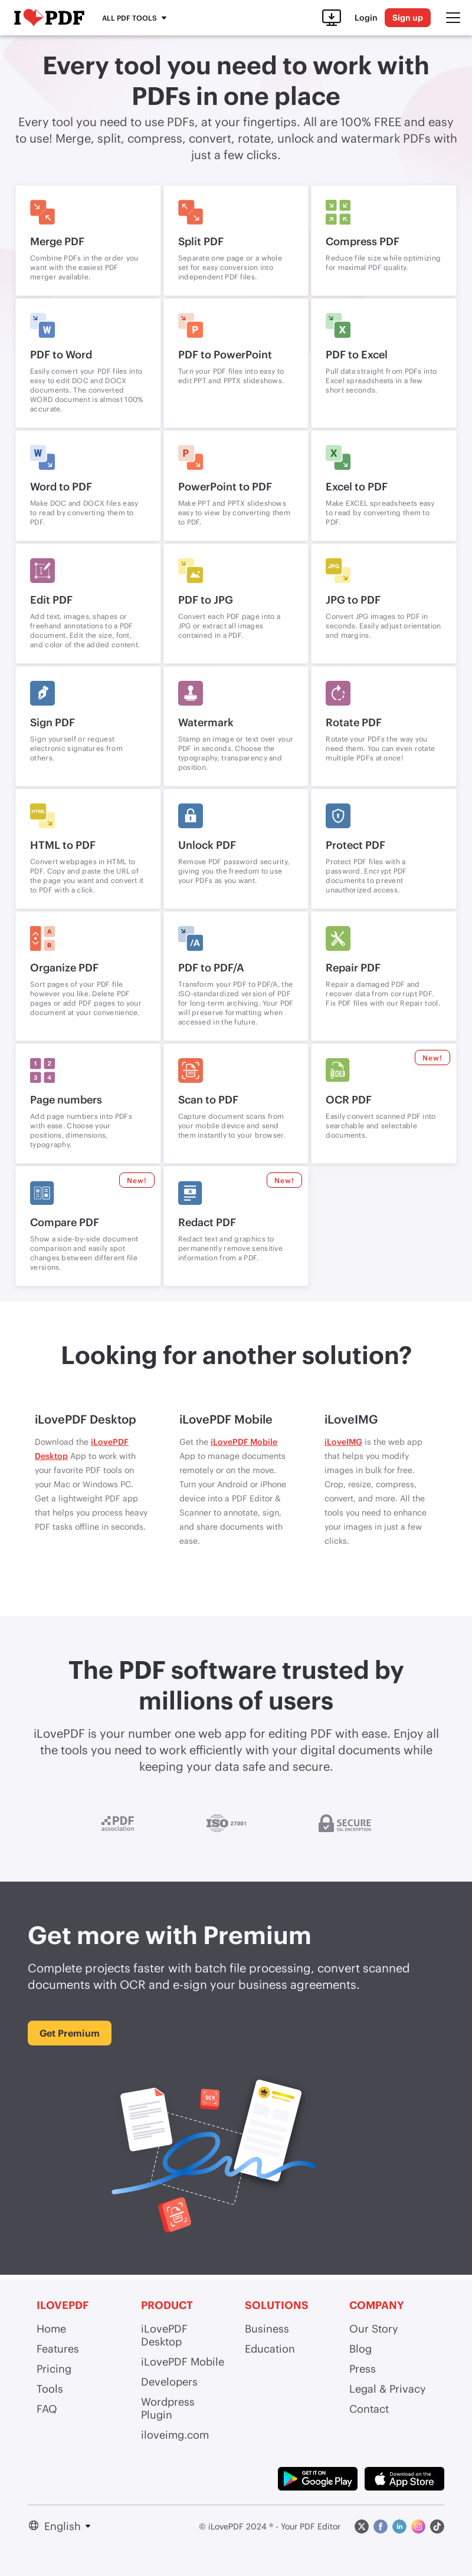 I PDF
ALL PDF TOOLS
Login
Sign up
Every tool you need to work with
PDFs in one place
Every tool you need to use PDFs, at your fingertips. All are 100% FREE and easy
to use! Merge, split, compress, convert, rotate, unlock and watermark PDFs with
just a few clicks.
Merge PDF
Combine PDFs in the order you
want with the easiest PDF
merger available.
Split PDF
Separate one page or a whole
set for easy conversion into
independent PDF files.
Compress PDF
Reduce file size while optimizing
for maximal PDF quality.
W
PDF to Word
Easily convert your PDF files into
easy to edit DOC and DOCX
documents. The converted
WORD document is almost 100%
accurate.
P
PDF to PowerPoint
Turn your PDF files into easy to
edit PPT and PPTX slideshows.
X
PDF to Excel
Pull data straight from PDFs into
Excel spreadsheets in a few
short seconds.
W
Word to PDF
Make DOC and DOCX files easy
to read by converting them to
PDF.
P
PowerPoint to PDF
Make PPT and PPTX slideshows
easy to view by converting them
to PDF.
X
Excel to PDF
Make EXCEL spreadsheets easy
to read by converting them to
PDF.
Edit PDF
Add text, images, shapes or
freehand annotations to a PDF
document. Edit the size, font,
and color of the added content.
PDF to JPG
Convert each PDF page into a
JPG or extract all images
contained in a PDF.
JPG
JPG to PDF
Convert JPG images to PDF in
seconds. Easily adjust orientation
and margins.
Sign PDF
Sign yourself or request
electronic signatures from
others.
Watermark
Stamp an image or text over your
PDF in seconds. Choose the
typography, transparency and
position.
Rotate PDF
Rotate your PDFs the way you
need them. You can even rotate
multiple PDFs at once!
HTML
HTML to PDF
Convert webpages in HTML to
PDF. Copy and paste the URL of
the page you want and convert it
to PDF with a click.
Unlock PDF
Remove PDF password security,
giving you the freedom to use
your PDFs as you want.
Protect PDF
Protect PDF files with a
password. Encrypt PDF
documents to prevent
unauthorized access.
A
B
Organize PDF
Sort pages of your PDF file
however you like. Delete PDF
pages or add PDF pages to your
document at your convenience.
/A
PDF to PDF/A
Transform your PDF to PDF/A, the
ISO-standardized version of PDF
for long-term archiving. Your PDF
will preserve formatting when
accessed in the future.
Repair PDF
Repair a damaged PDF and
recover data from corrupt PDF.
Fix PDF files with our Repair tool.
1 2
3 4
Page numbers
Add page numbers into PDFs
with ease. Choose your
positions, dimensions,
typography.
Scan to PDF
Capture document scans from
your mobile device and send
them instantly to your browser.
New!
OCR
OCR PDF
Easily convert scanned PDF into
searchable and selectable
documents.
New!
Compare PDF
Show a side-by-side document
comparison and easily spot
changes between different file
versions.
New!
Redact PDF
Redact text and graphics to
permanently remove sensitive
information from a PDF.
Looking for another solution?
iLovePDF Desktop
Download the iLovePDF
Desktop App to work with
your favorite PDF tools on
your Mac or Windows PC.
Get a lightweight PDF app
that helps you process heavy
PDF tasks offline in seconds.
iLovePDF Mobile
Get the iLovePDF Mobile
App to manage documents
remotely or on the move.
Turn your Android or iPhone
device into a PDF Editor &
Scanner to annotate, sign,
and share documents with
ease.
iLoveIMG
iLoveIMG is the web app
that helps you modify
images in bulk for free.
Crop, resize, compress,
convert, and more. All the
tools you need to enhance
your images in just a few
clicks.
The PDF software trusted by
millions of users
iLovePDF is your number one web app for editing PDF with ease. Enjoy all
the tools you need to work efficiently with your digital documents while
keeping your data safe and secure.
PDF
association
ISO 27001
SECURE
SSL ENCRYPTION
Get more with Premium
Complete projects faster with batch file processing, convert scanned
documents with OCR and e-sign your business agreements.
Get Premium
OCR
ILOVEPDF
Home
Features
Pricing
Tools
FAQ
PRODUCT
iLovePDF
Desktop
iLovePDF Mobile
Developers
Wordpress
Plugin
iloveimg.com
SOLUTIONS
Business
Education
COMPANY
Our Story
Blog
Press
Legal & Privacy
Contact
GET IT ON
Google Play
Download on the
App Store
English
© iLovePDF 2024 ® - Your PDF Editor